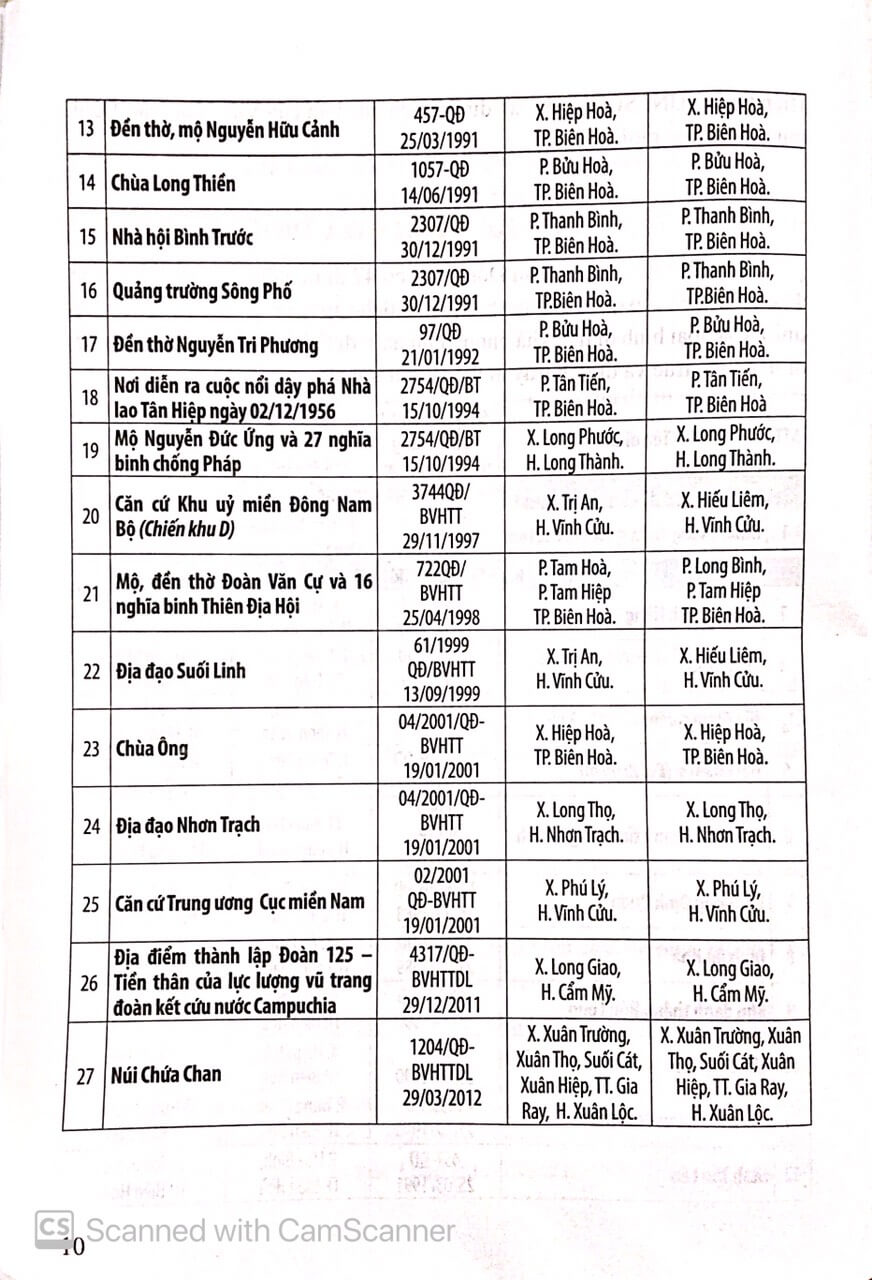 13 Đền thờ, mộ Nguyễn Hữu Cảnh 457-QĐ 25/03/1991 X. Hiệp Hoà, TP. Biên Hoà. X. Hiệp Hoà, TP. Biên Hoà.
14 Chùa Long Thiền 1057-QĐ 14/06/1991 P. Bửu Hoà, TP. Biên Hoà. P. Bửu Hoà, TP. Biên Hoà.
15 Nhà hội Bình Trước 2307/QĐ 30/12/1991 P. Thanh Bình, TP. Biên Hoà. P. Thanh Bình, TP. Biên Hoà.
16 Quảng trường Sông Phố 2307/QĐ 30/12/1991 P. Thanh Bình, TP.Biên Hoà. P. Thanh Bình, TP.Biên Hoà.
17 Đền thờ Nguyễn Tri Phương 97/QĐ 21/01/1992 P. Bửu Hoà, TP. Biên Hoà. P. Bửu Hoà, TP. Biên Hoà.
18 Nơi diễn ra cuộc nổi dậy phá Nhà lao Tân Hiệp ngày 02/12/1956 2754/QĐ/BT 15/10/1994 P. Tân Tiến, TP. Biên Hoà. P. Tân Tiến, TP. Biên Hoà
19 Mộ Nguyễn Đức Ứng và 27 nghĩa binh chống Pháp 2754/QĐ/BT 15/10/1994 X. Long Phước, H. Long Thành. X. Long Phước, H. Long Thành.
20 Căn cứ Khu uỷ miền Đông Nam Bộ (Chiến khu D) 3744QĐ/ BVHTT 29/11/1997 X. Trị An, H. Vĩnh Cửu. X. Hiếu Liêm, H. Vĩnh Cửu.
21 Mộ, đền thờ Đoàn Văn Cự và 16 nghĩa binh Thiên Địa Hội 722QĐ/ BVHTT 25/04/1998 P. Tam Hoà, P. Tam Hiệp TP. Biên Hoà. P. Long Bình, P. Tam Hiệp TP. Biên Hoà.
22 Địa đạo Suối Linh 61/1999 QĐ/BVHTT 13/09/1999 X. Trị An, H. Vĩnh Cửu. X. Hiếu Liêm, H. Vĩnh Cửu.
23 Chùa Ông 04/2001/QĐ- BVHTT 19/01/2001 X. Hiệp Hoà, TP. Biên Hoà. X. Hiệp Hoà, TP. Biên Hoà.
24 Địa đạo Nhơn Trạch 04/2001/QĐ- BVHTT 19/01/2001 X. Long Thọ, H. Nhơn Trạch. X. Long Thọ, H. Nhơn Trạch.
25 Căn cứ Trung ương Cục miền Nam 02/2001 QĐ-BVHTT 19/01/2001 X. Phú Lý, H. Vĩnh Cửu. X. Phú Lý, H. Vĩnh Cửu.
26 Địa điểm thành lập Đoàn 125 – Tiền thân của lực lượng vũ trang đoàn kết cứu nước Campuchia 4317/QĐ- BVHTTDL 29/12/2011 X. Long Giao, H. Cẩm Mỹ. X. Long Giao, H. Cẩm Mỹ.
27 Núi Chứa Chan 1204/QĐ- BVHTTDL 29/03/2012 X. Xuân Trường, Xuân Thọ, Suối Cát, Xuân Hiệp, TT. Gia Ray, H. Xuân Lộc. X. Xuân Trường, Xuân Thọ, Suối Cát, Xuân Hiệp, TT. Gia Ray, H. Xuân Lộc.
CS Scanned with CamScanner
10